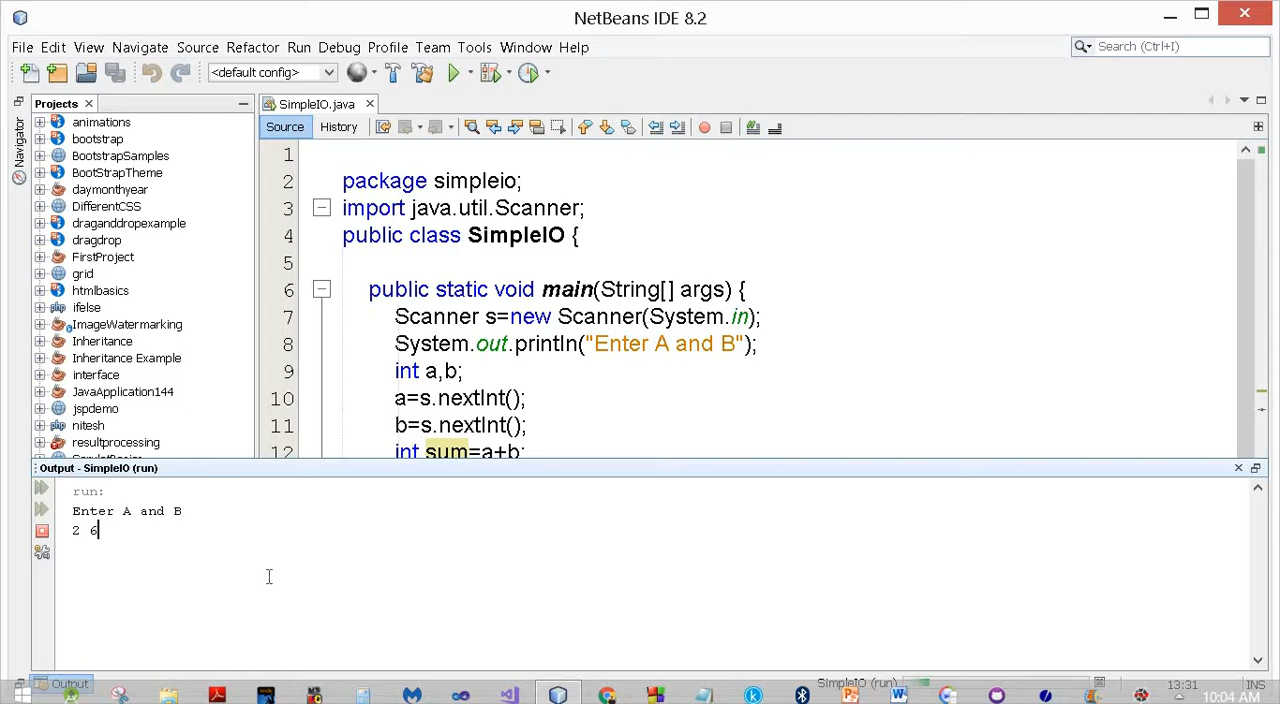 NetBeans IDE 8.2
File Edit View Navigate Source Refactor Run Debug Profile Team Tools Window Help
Search (Ctrl+I)
<default config>
Projects
SimpleIO.java
Navigator
Source History
animations
bootstrap
BootstrapSamples
BootStrapTheme
daymonthyear
DifferentCSS
draganddropexample
dragdrop
FirstProject
grid
htmlbasics
ifelse
ImageWatermarking
Inheritance
Inheritance Example
interface
JavaApplication144
jspdemo
nitesh
resultprocessing
1
2 package simpleio;
3 import java.util.Scanner;
4 public class SimpleIO {
5
6 public static void main(String[] args) {
7 Scanner s=new Scanner(System.in);
8 System.out.println("Enter A and B");
9 int a,b;
10 a=s.nextInt();
11 b=s.nextInt();
12 int sum=a+b;
Output - SimpleIO (run)
run:
Enter A and B
2 6
Output
SimpleIO (run)
13:31
INS
10:04 AM